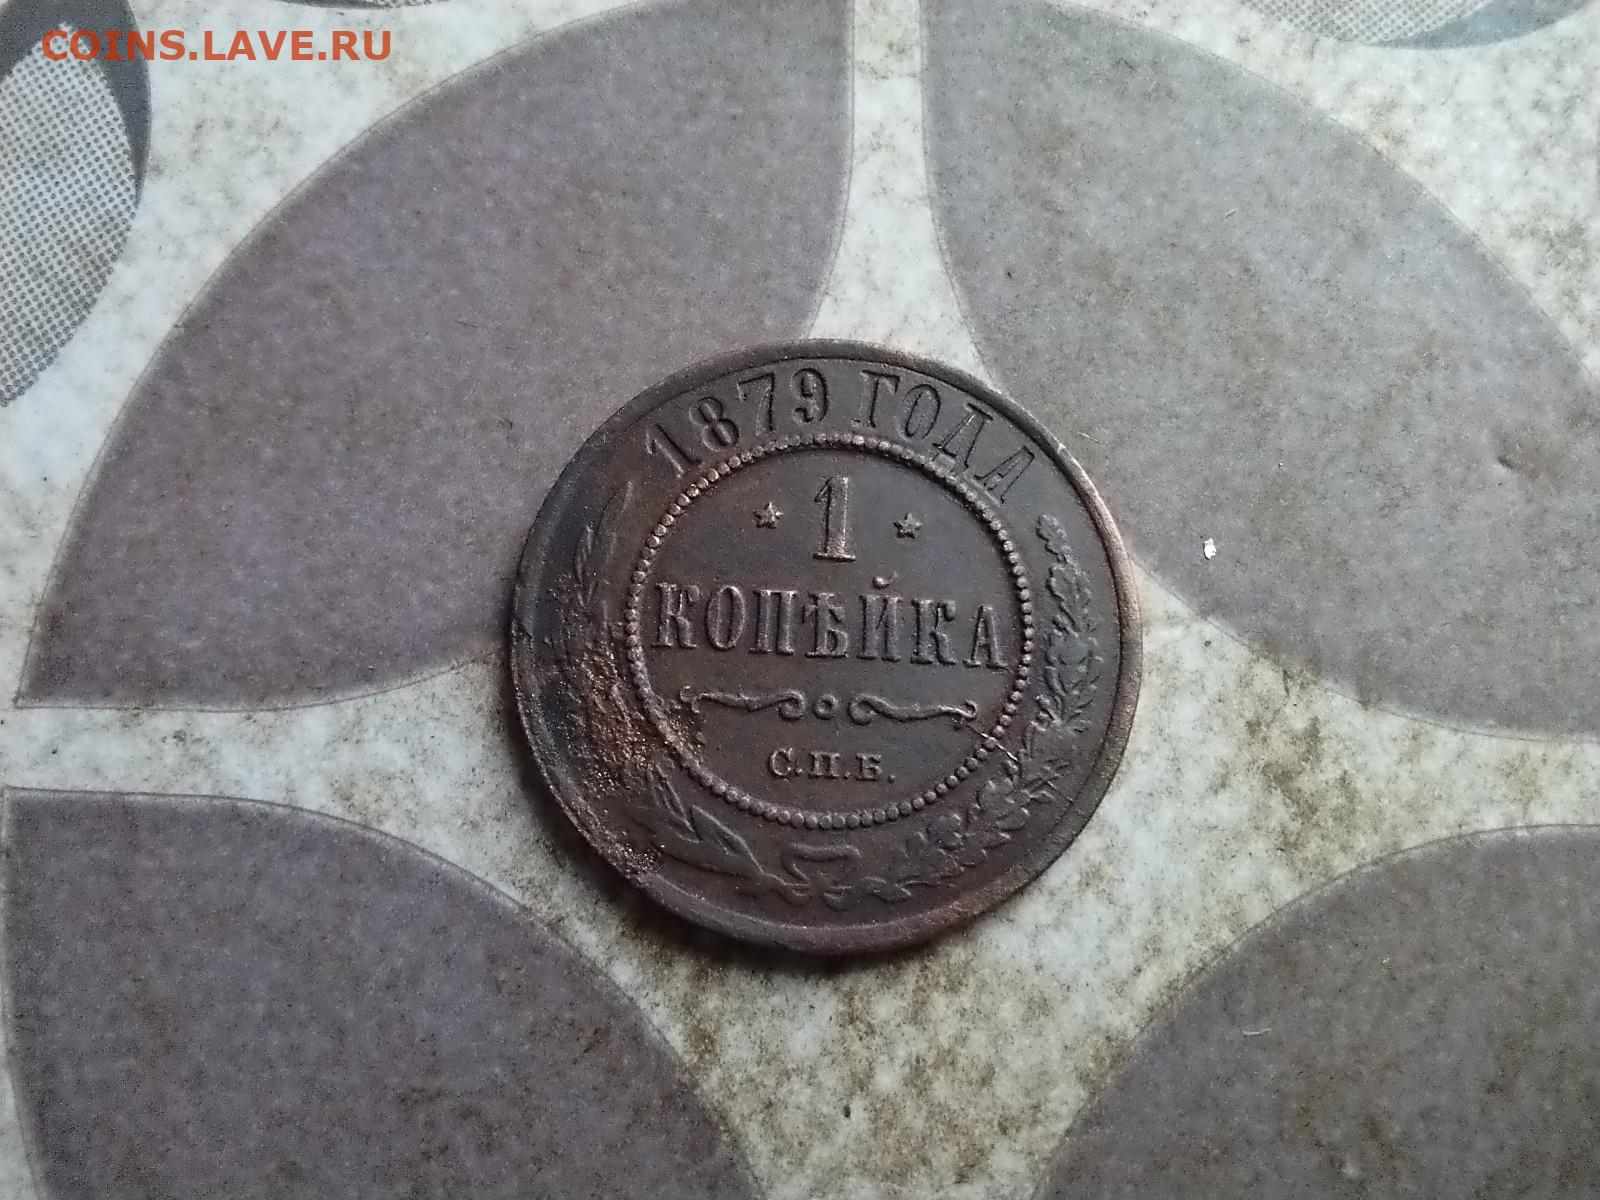 COINS.LAVE.RU
1879 ГОДА
1
КОПѢЙКА
С.П.Б.